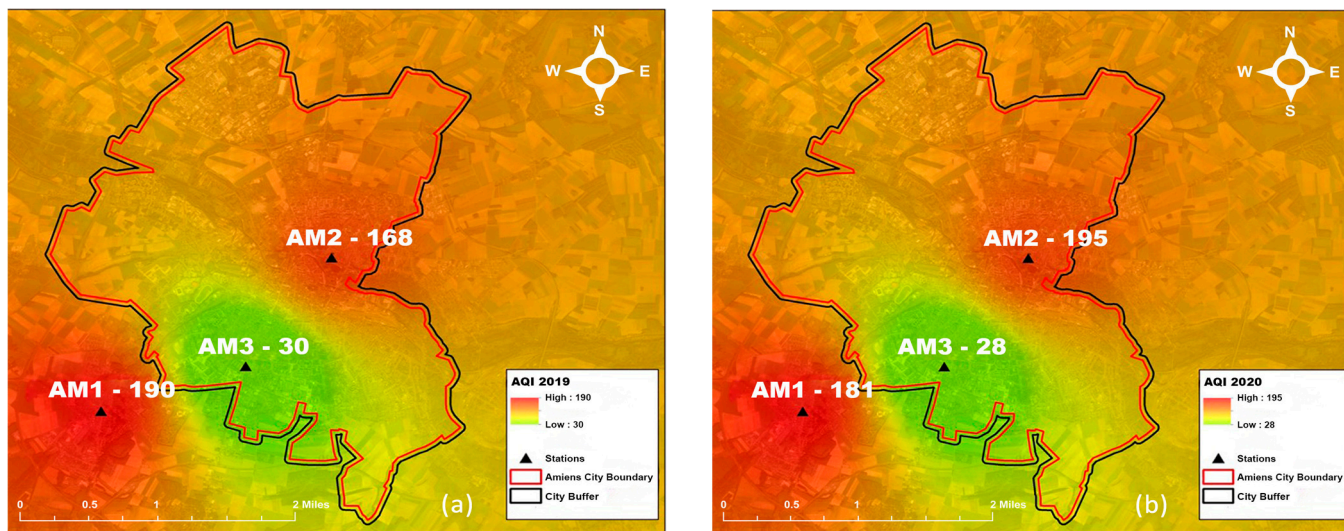 N
W E
S
AM2 - 168
AM3 - 30
AM1 - 190
AQI 2019
High : 190
Low : 30
Stations
Amiens City Boundary
City Buffer
0 0.5 1 2 Miles
(a)
N
W E
S
AM2 - 195
AM3 - 28
AM1 - 181
AQI 2020
High : 195
Low : 28
Stations
Amiens City Boundary
City Buffer
0 0.5 1 2 Miles
(b)